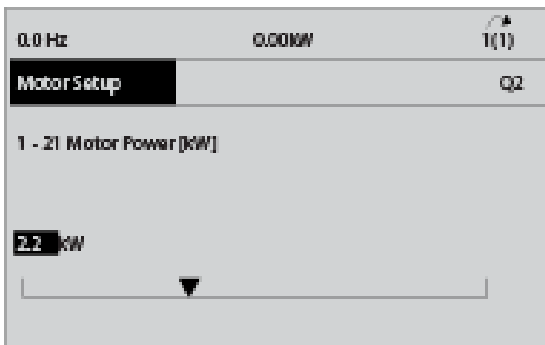 0.0 Hz 0.00kW 1(1)
Motor Setup Q2
1 - 21 Motor Power [kW]
2.2 kW